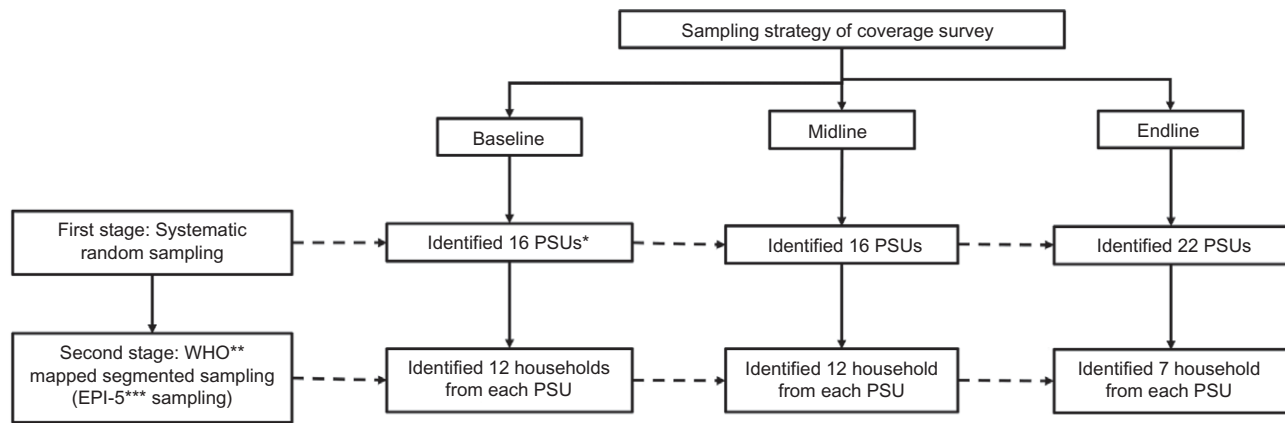 Sampling strategy of coverage survey
Baseline
Midline
Endline
First stage: Systematic
random sampling
Identified 16 PSUs*
Identified 16 PSUs
Identified 22 PSUs
Second stage: WHO**
mapped segmented sampling
(EPI-5*** sampling)
Identified 12 households
from each PSU
Identified 12 household
from each PSU
Identified 7 household
from each PSU